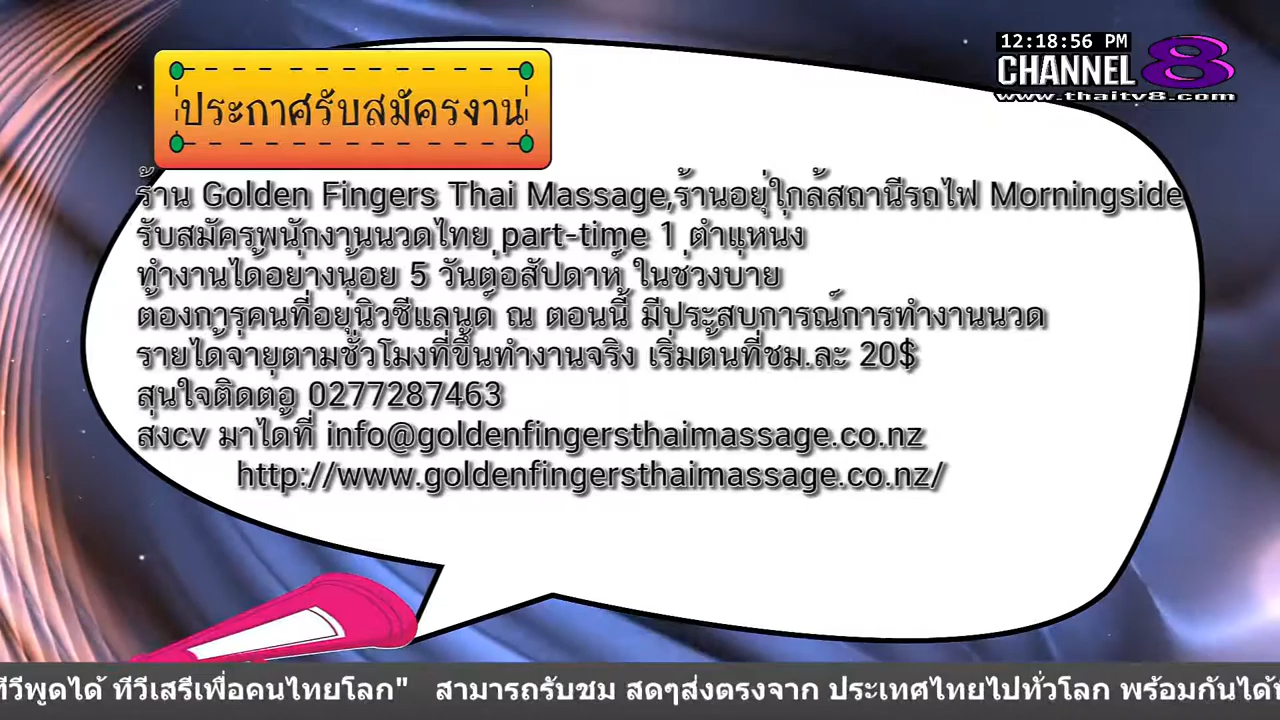 12:18:56 PM
CHANNEL 8
www.thaitv8.com
ประกาศรับสมัครงาน
ร้าน Golden Fingers Thai Massage,ร้านอยุ่ใกล้สถานีรถไฟ Morningside
รับสมัครพนักงานนวดไทย part-time 1 ตำแหน่ง
ทำงานได้อย่างน้อย 5 วันต่อสัปดาห์ ในช่วงบ่าย
ต้องการคนที่อยุ่นิวซีแลนด์ ณ ตอนนี้ มีประสบการณ์การทำงานนวด
รายได้จ่ายตามชั่วโมงที่ขึ้นทำงานจริง เริ่มต้นที่ชม.ละ 20$
สนใจติดต่อ 0277287463
ส่งcv มาได้ที่ info@goldenfingersthaimassage.co.nz
http://www.goldenfingersthaimassage.co.nz/
ทีวีพูดได้ ทีวีเสรีเพื่อคนไทยโลก" สามารถรับชม สดๆส่งตรงจาก ประเทศไทยไปทั่วโลก พร้อมกันได้